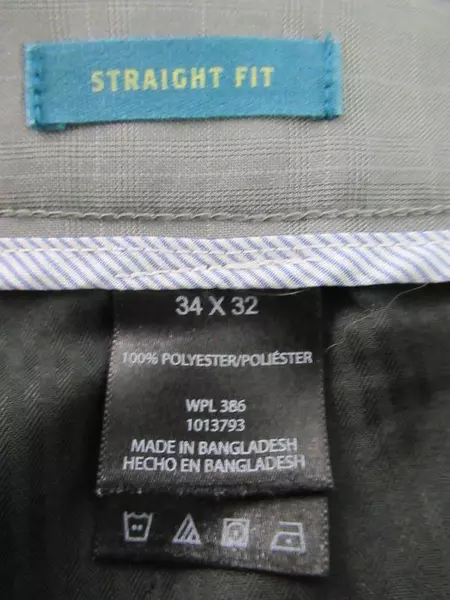 STRAIGHT FIT
34 X 32
100% POLYESTER/POLIÉSTER
WPL 386
1013793
MADE IN BANGLADESH
HECHO EN BANGLADESH